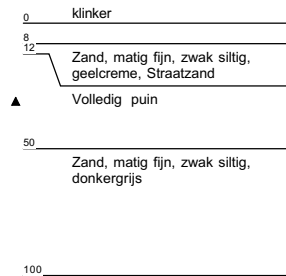 klinker
0
8
12
Zand, matig fijn, zwak siltig,
geelcreme, Straatzand
Volledig puin
50
Zand, matig fijn, zwak siltig,
donkergrijs
100